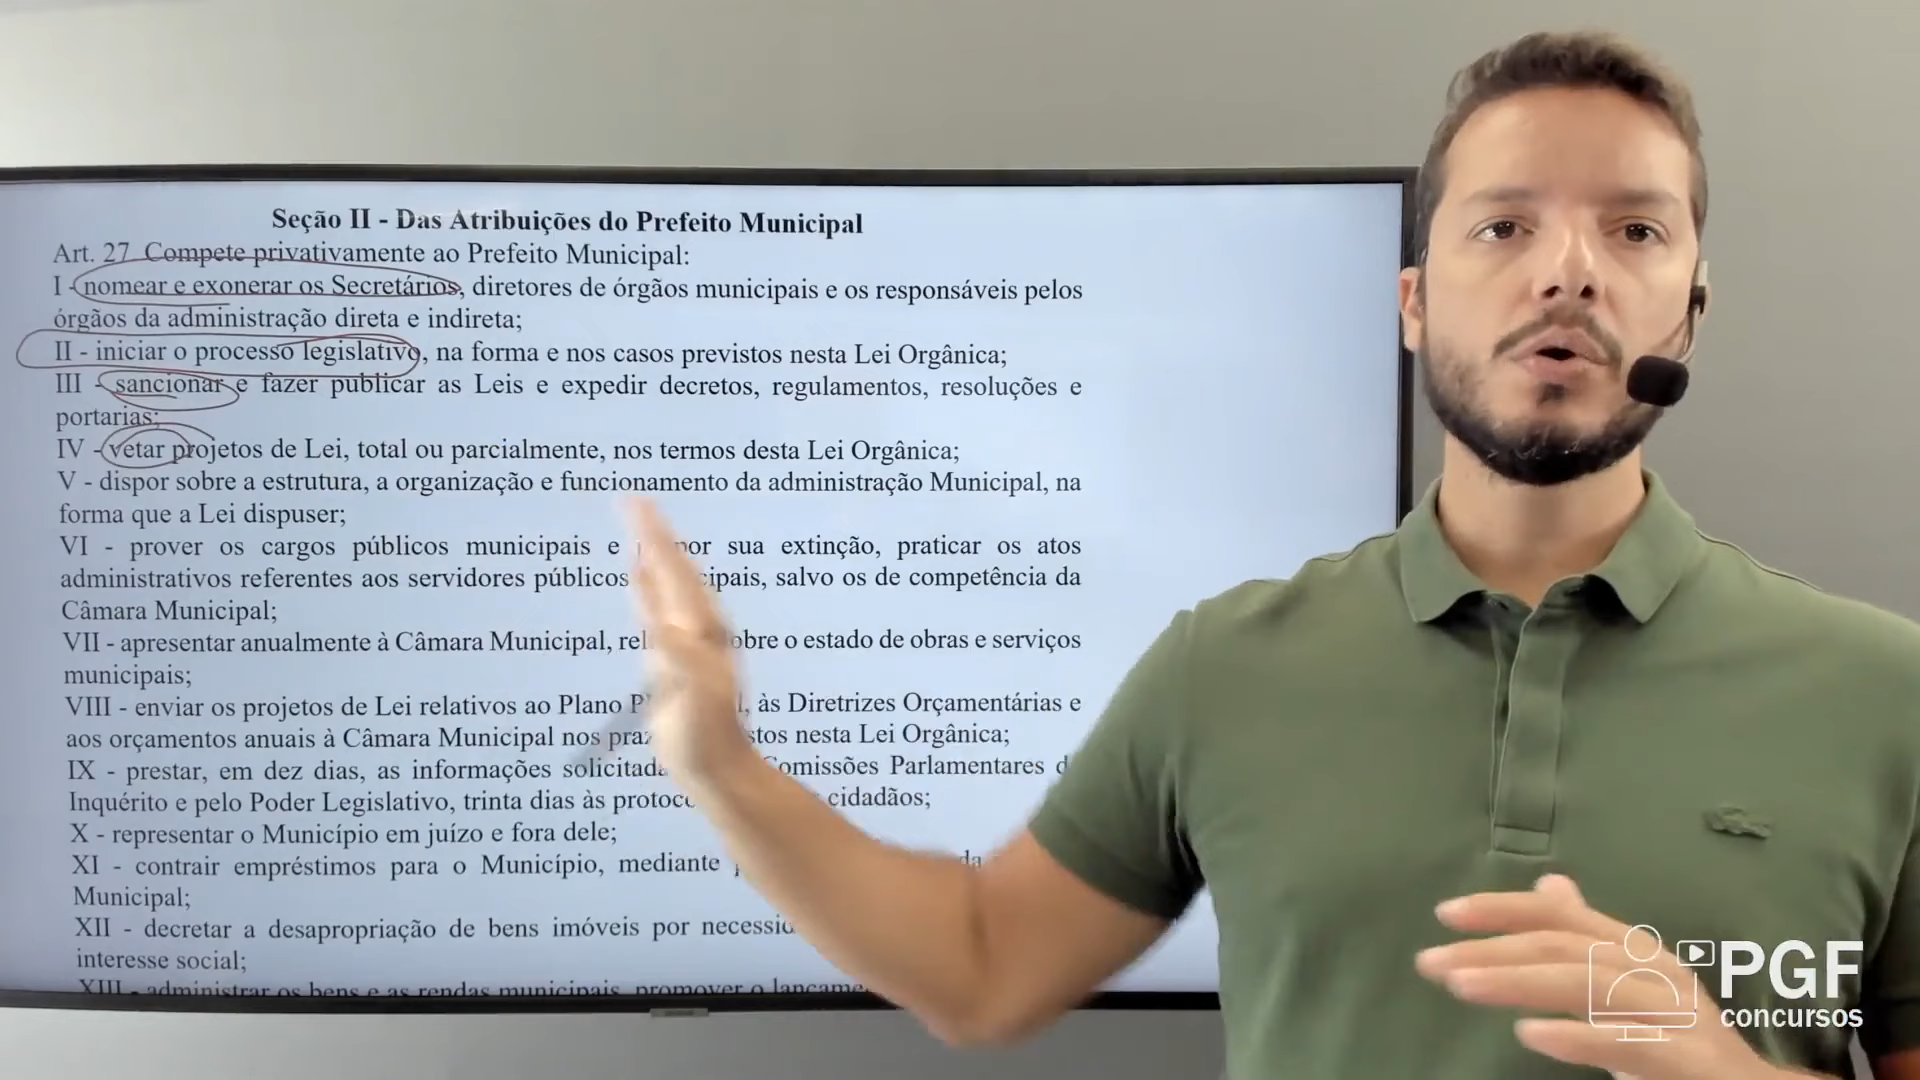 Seção II - Das Atribuições do Prefeito Municipal
Art. 27 Compete privativamente ao Prefeito Municipal:
I - nomear e exonerar os Secretários, diretores de órgãos municipais e os responsáveis pelos
órgãos da administração direta e indireta;
II - iniciar o processo legislativo, na forma e nos casos previstos nesta Lei Orgânica;
III - sancionar e fazer publicar as Leis e expedir decretos, regulamentos, resoluções e
portarias;
IV - vetar projetos de Lei, total ou parcialmente, nos termos desta Lei Orgânica;
V - dispor sobre a estrutura, a organização e funcionamento da administração Municipal, na
forma que a Lei dispuser;
VI - prover os cargos públicos municipais e sua extinção, praticar os atos
administrativos referentes aos servidores públicos salvo os de competência da
Câmara Municipal;
VII - apresentar anualmente à Câmara Municipal, sobre o estado de obras e serviços
municipais;
VIII - enviar os projetos de Lei relativos ao Plano às Diretrizes Orçamentárias e
aos orçamentos anuais à Câmara Municipal nos nesta Lei Orgânica;
IX - prestar, em dez dias, as informações Comissões Parlamentares
Inquérito e pelo Poder Legislativo, trinta dias às cidadãos;
X - representar o Município em juízo e fora dele;
XI - contrair empréstimos para o Município, mediante
Municipal;
XII - decretar a desapropriação de bens imóveis por
interesse social;
XIII - administrar os bens e as rendas municipais, promover o
PGF
concursos